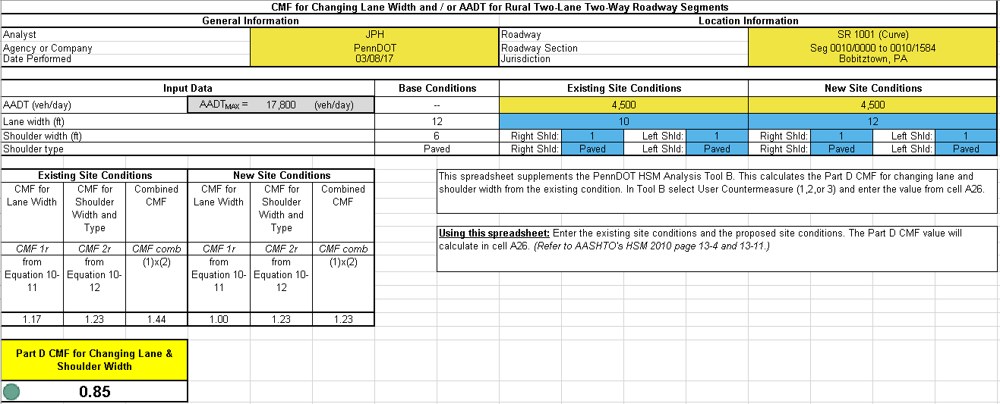 CMF for Changing Lane Width and / or AADT for Rural Two-Lane Two-Way Roadway Segments
General Information Location Information
Analyst JPH Roadway SR 1001 (Curve)
Agency or Company PennDOT Roadway Section Seg 0010/0000 to 0010/1584
Date Performed 03/08/17 Jurisdiction Bobitztown, PA
Input Data Base Conditions Existing Site Conditions New Site Conditions
AADT (veh/day) AADTMAX = 17,800 (veh/day) -- 4,500 4,500
Lane width (ft) 12 10 12
Shoulder width (ft) 6 Right Shld: 1 Left Shld: 1 Right Shld: 1 Left Shld: 1
Shoulder type Paved Right Shld: Paved Left Shld: Paved Right Shld: Paved Left Shld: Paved
Existing Site Conditions New Site Conditions
CMF for CMF for Combined CMF for CMF for Combined
Lane Width Shoulder CMF Lane Width Shoulder CMF
Width and Width and
Type Type
CMF 1r CMF 2r CMF comb CMF 1r CMF 2r CMF comb
from from (1)x(2) from from (1)x(2)
Equation 10- Equation 10- Equation 10- Equation 10-
11 12 11 12
1.17 1.23 1.44 1.00 1.23 1.23
This spreadsheet supplements the PennDOT HSM Analysis Tool B. This calculates the Part D CMF for changing lane and
shoulder width from the existing condition. In Tool B select User Countermeasure (1,2,or 3) and enter the value from cell A26.
Using this spreadsheet: Enter the existing site conditions and the proposed site conditions. The Part D CMF value will
calculate in cell A26. (Refer to AASHTO's HSM 2010 page 13-4 and 13-11.)
Part D CMF for Changing Lane &
Shoulder Width
0.85